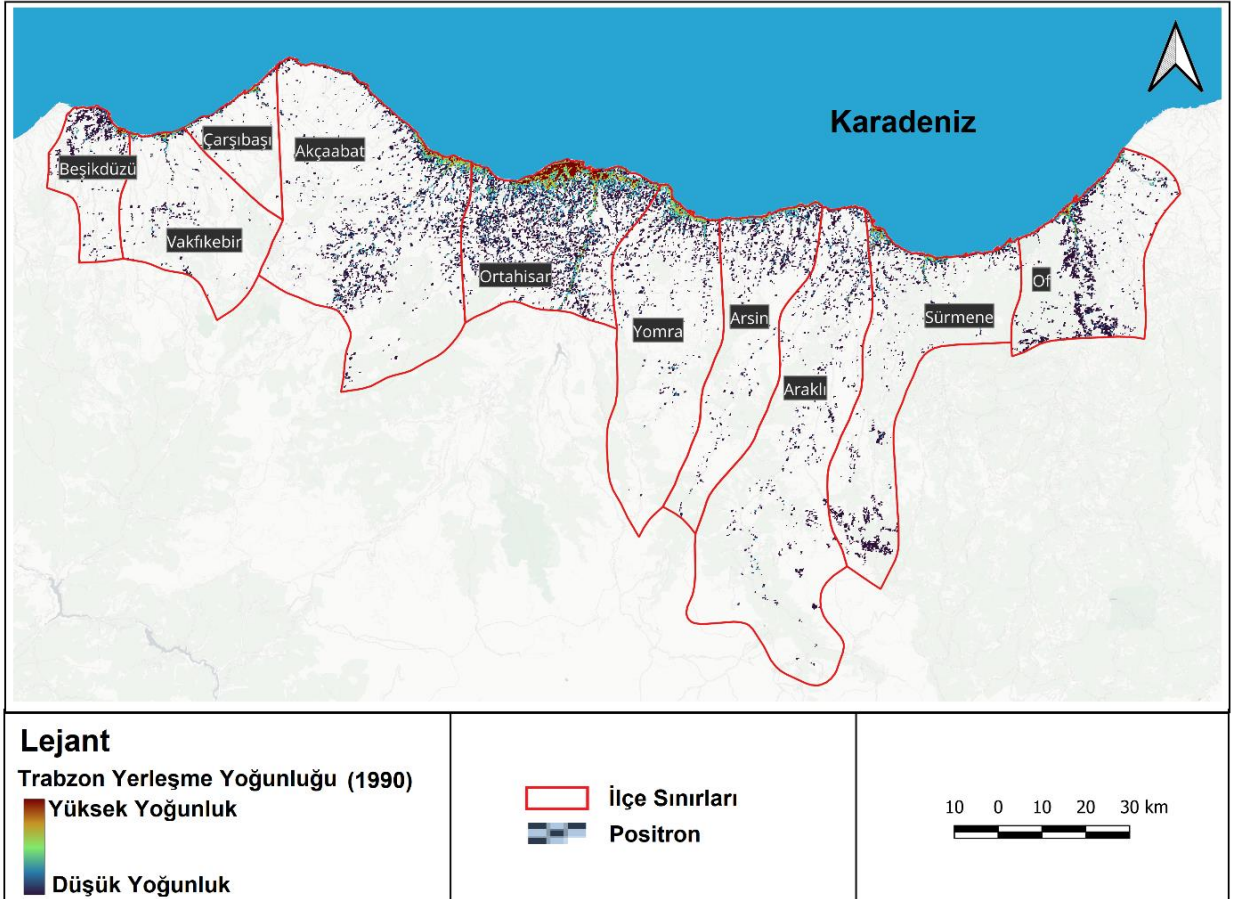 Karadeniz
Çarşıbaşı
Akçaabat
Beşikdüzü
Vakfıkebir
Ortahisar
Of
Yomra
Arsin
Sürmene
Araklı
Lejant
Trabzon Yerleşme Yoğunluğu (1990)
Yüksek Yoğunluk
Düşük Yoğunluk
İlçe Sınırları
Positron
10 0 10 20 30 km